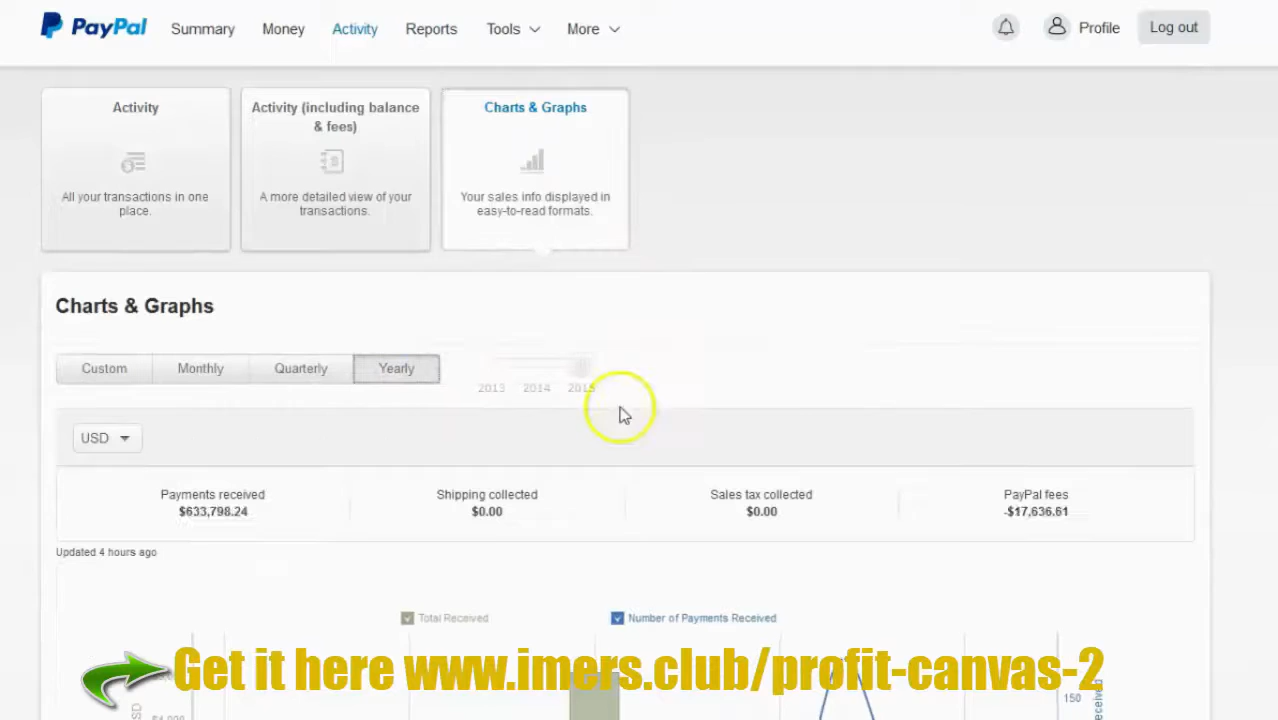 PayPal Summary Money Activity Reports Tools More Profile Log out
Activity
All your transactions in one
place.
Activity (including balance
& fees)
A more detailed view of your
transactions.
Charts & Graphs
Your sales info displayed in
easy-to-read formats.
Charts & Graphs
Custom Monthly Quarterly Yearly
2013 2014 2015
USD
Payments received
$633,798.24
Shipping collected
$0.00
Sales tax collected
$0.00
PayPal fees
-$17,636.61
Updated 4 hours ago
Total Received Number of Payments Received
150
Get it here www.imers.club/profit-canvas-2